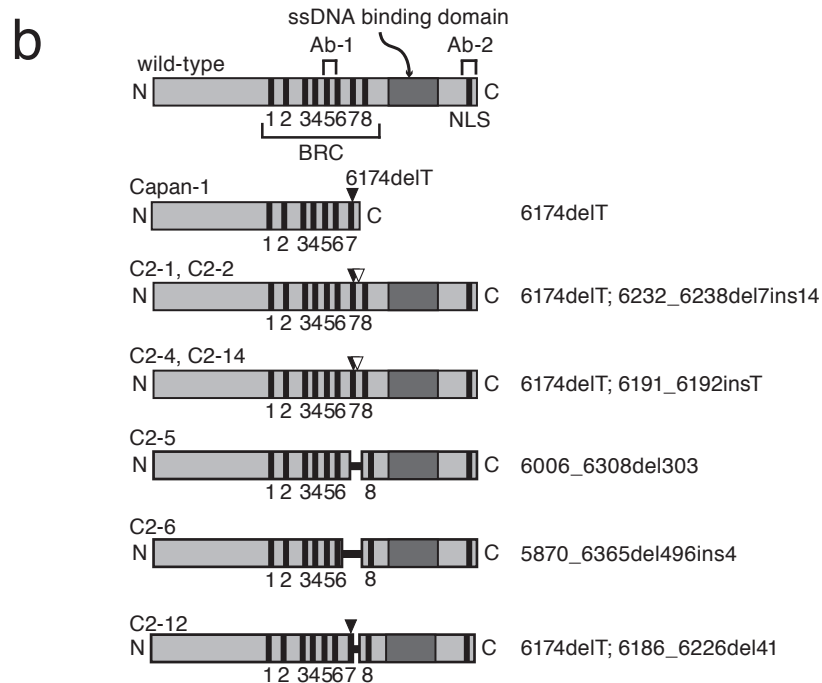 b
ssDNA binding domain
Ab-1 Ab-2
wild-type
N C
1 2 345678 NLS
BRC
6174delT
Capan-1
N C 6174delT
1 2 34567
C2-1, C2-2
N C 6174delT; 6232_6238del7ins14
1 2 345678
C2-4, C2-14
N C 6174delT; 6191_6192insT
1 2 345678
C2-5
N C 6006_6308del303
1 2 3456 8
C2-6
N C 5870_6365del496ins4
1 2 3456 8
C2-12
N C 6174delT; 6186_6226del41
1 2 34567 8